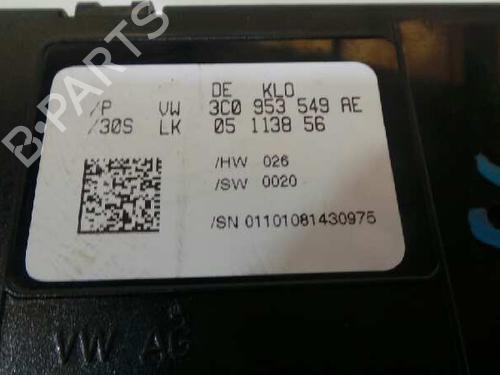 DE KLO
/P VW 3C0 953 549 AE
/30S LK 05 1138 56
/HW 026
/SW 0020
/SN 01101081430975
VW AG
B-PARTS